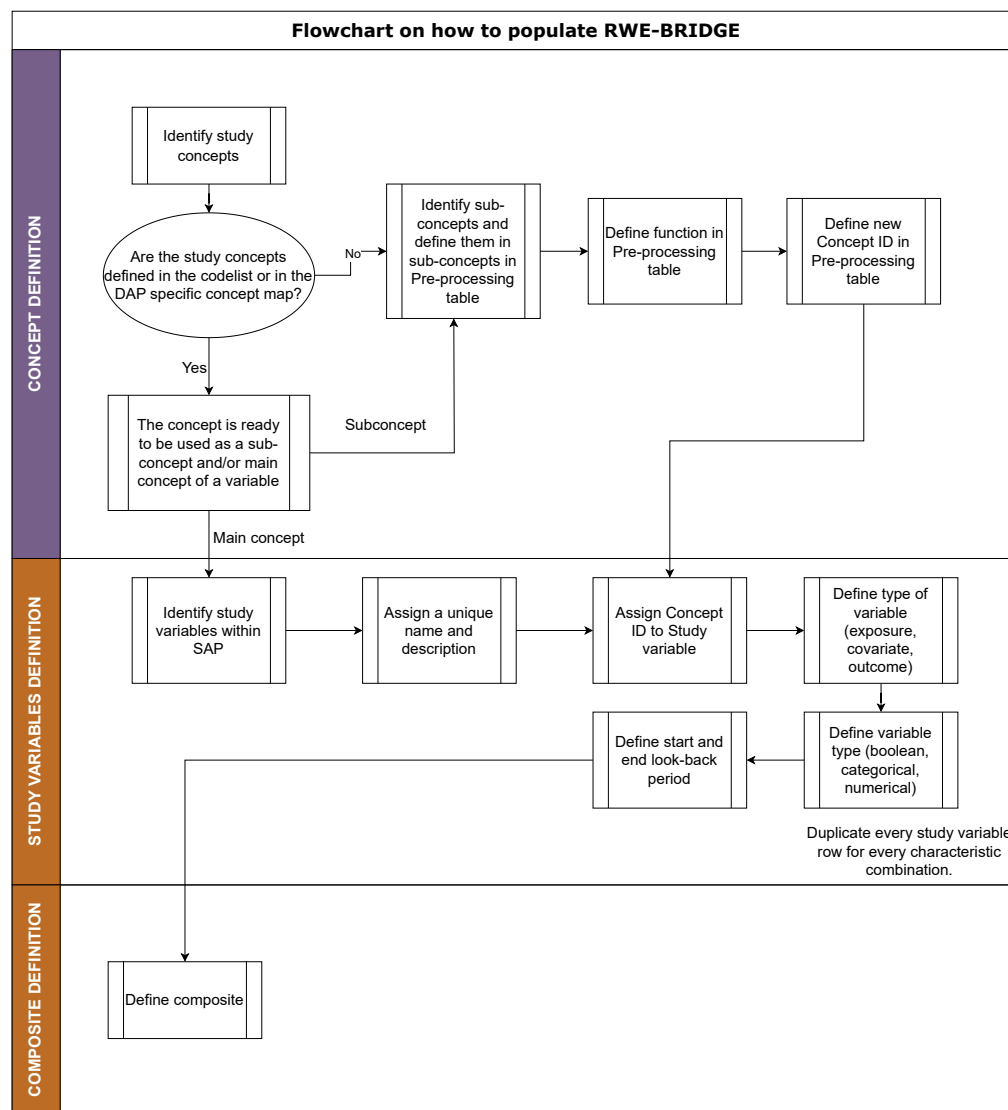 Flowchart on how to populate RWE-BRIDGE
CONCEPT DEFINITION
Identify study
concepts
Are the study concepts
defined in the codelist or in the
DAP specific concept map?
No
Identify sub-
concepts and
define them in
sub-concepts in
Pre-processing
table
Define function in
Pre-processing
table
Define new
Concept ID in
Pre-processing
table
Yes
The concept is ready
to be used as a sub-
concept and/or main
concept of a variable
Subconcept
Main concept
STUDY VARIABLES DEFINITION
Identify study
variables within
SAP
Assign a unique
name and
description
Assign Concept
ID to Study
variable
Define type of
variable
(exposure,
covariate,
outcome)
Define variable
type (boolean,
categorical,
numerical)
Define start and
end look-back
period
Duplicate every study variable
row for every characteristic
combination.
COMPOSITE DEFINITION
Define composite